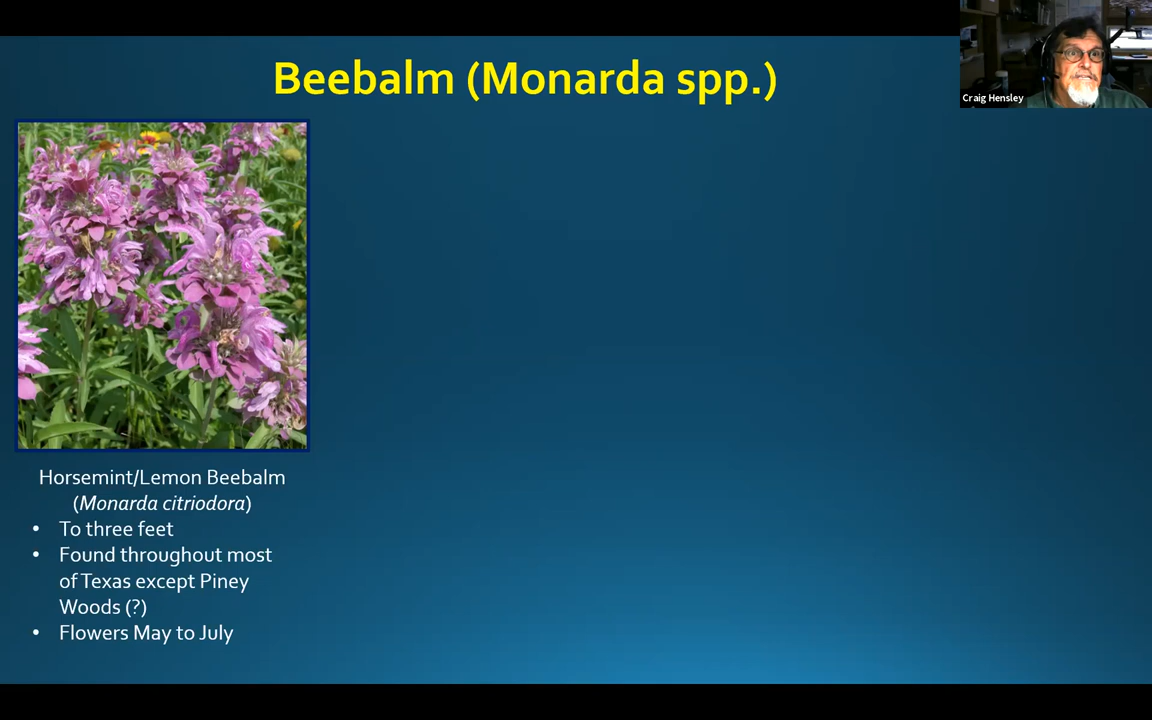 Beebalm (Monarda spp.)
Craig Hensley
Horsemint/Lemon Beebalm
(Monarda citriodora)
• To three feet
• Found throughout most
of Texas except Piney
Woods (?)
• Flowers May to July